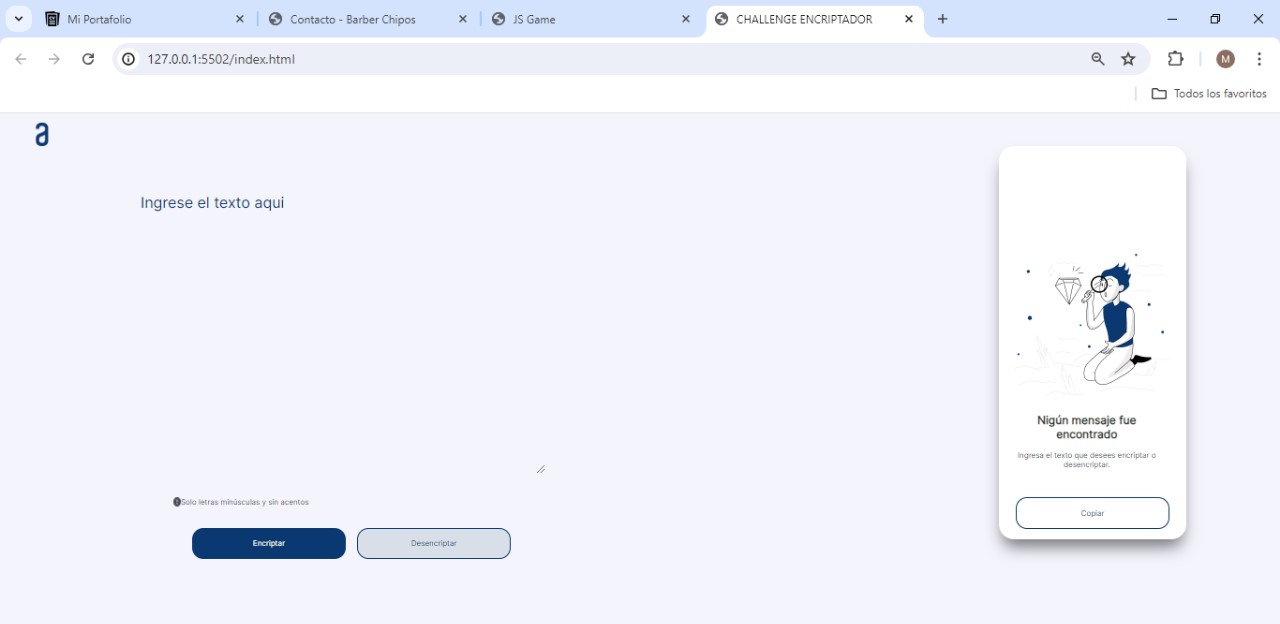 Mi Portafolio
Contacto - Barber Chipos
JS Game
CHALLENGE ENCRIPTADOR
127.0.0.1:5502/index.html
M
Todos los favoritos
a
Ingrese el texto aqui
Solo letras minúsculas y sin acentos
Encriptar
Desencriptar
Nigún mensaje fue
encontrado
Ingresa el texto que desees encriptar o
desencriptar.
Copiar